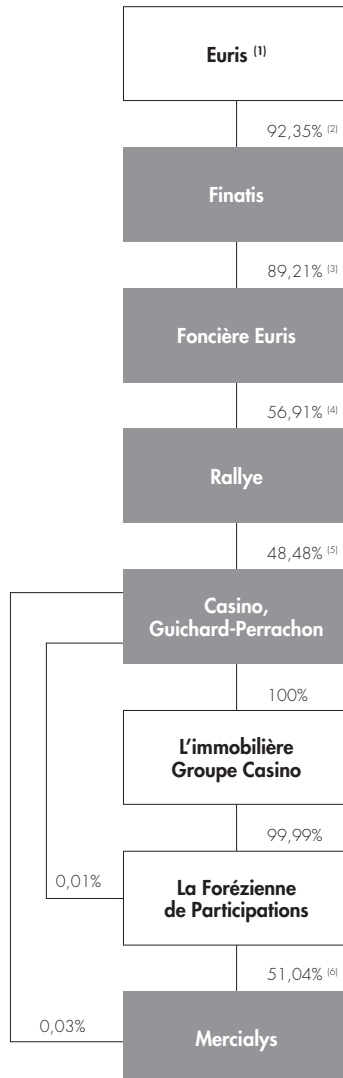 Euris (1)
92,35% (2)
Finatis
89,21% (3)
Foncière Euris
56,91% (4)
Rallye
48,48% (5)
Casino,
Guichard-Perrachon
100%
L’immobilière
Groupe Casino
99,99%
0,01%
La Forézienne
de Participations
51,04% (6)
0,03%
Mercialys